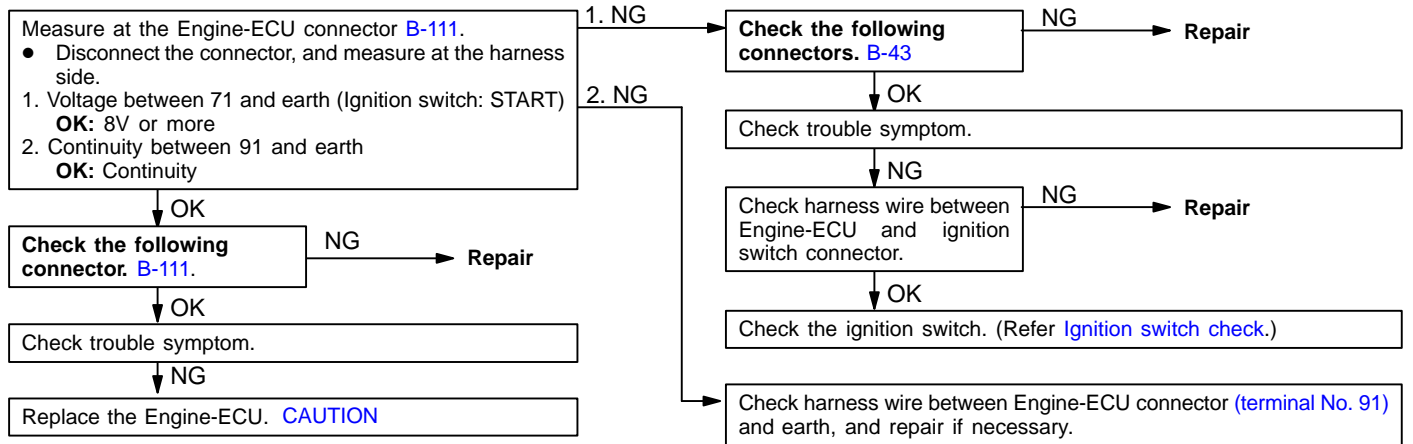 Measure at the Engine-ECU connector B-111.
● Disconnect the connector, and measure at the harness
side.
1. Voltage between 71 and earth (Ignition switch: START)
OK: 8V or more
2. Continuity between 91 and earth
OK: Continuity
OK
Check the following
connector. B-111.
NG
Repair
OK
Check trouble symptom.
NG
Replace the Engine-ECU. CAUTION
1. NG
Check the following
connectors. B-43
NG
Repair
OK
Check trouble symptom.
NG
Check harness wire between
Engine-ECU and ignition
switch connector.
NG
Repair
OK
Check the ignition switch. (Refer Ignition switch check.)
2. NG
Check harness wire between Engine-ECU connector (terminal No. 91)
and earth, and repair if necessary.